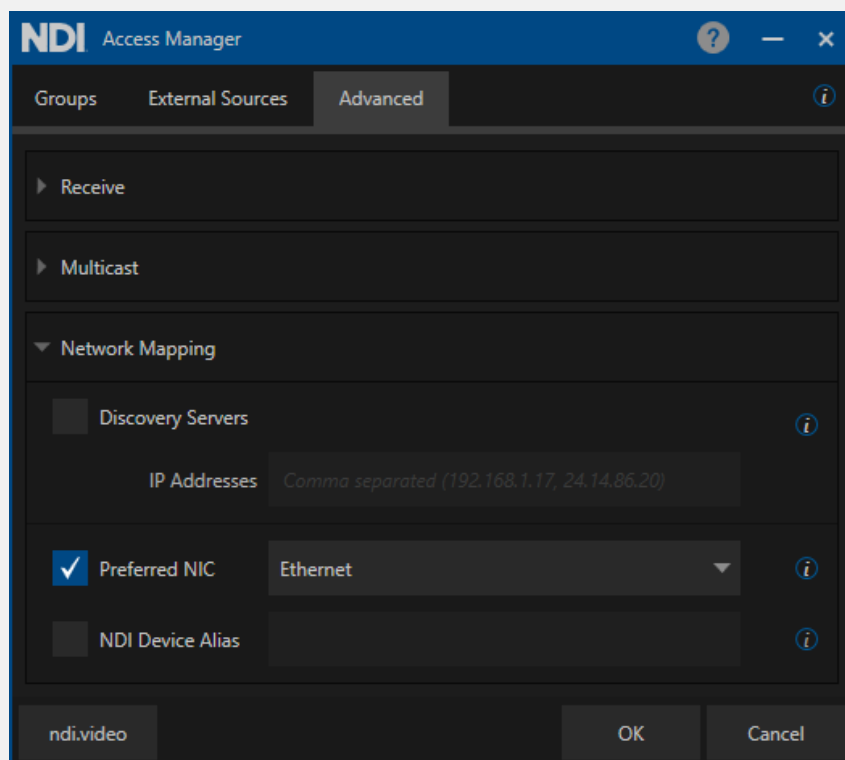 NDI Access Manager ?
Groups External Sources Advanced i
Receive
Multicast
Network Mapping
Discovery Servers i
IP Addresses Comma separated (192.168.1.17, 24.14.86.20)
Preferred NIC Ethernet i
NDI Device Alias i
ndi.video OK Cancel